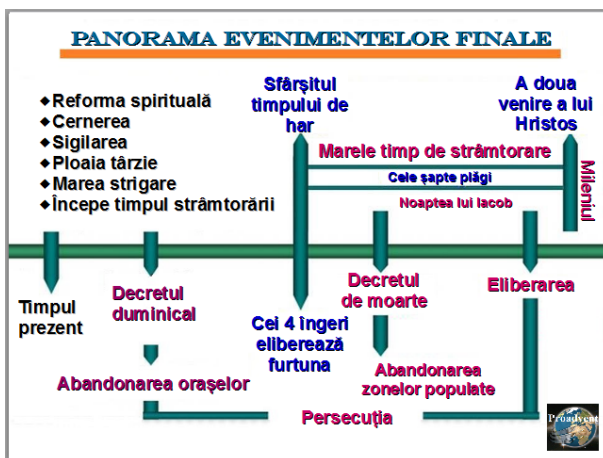 PANORAMA EVENIMENTELOR FINALE
◆Reforma spirituală
◆Cernerea
◆Sigilarea
◆Ploaia târzie
◆Marea strigare
◆Începe timpul strâmtorării
Sfârșitul
timpului de
har
A doua
venire a lui
Hristos
Marele timp de strâmtorare
Cele șapte plăgi
Noaptea lui Iacob
Mileniul
Timpul
prezent
Decretul
duminical
Cei 4 îngeri
eliberează
furtuna
Decretul
de moarte
Eliberarea
Abandonarea orașelor
Abandonarea
zonelor populate
Persecuția
Proadvent